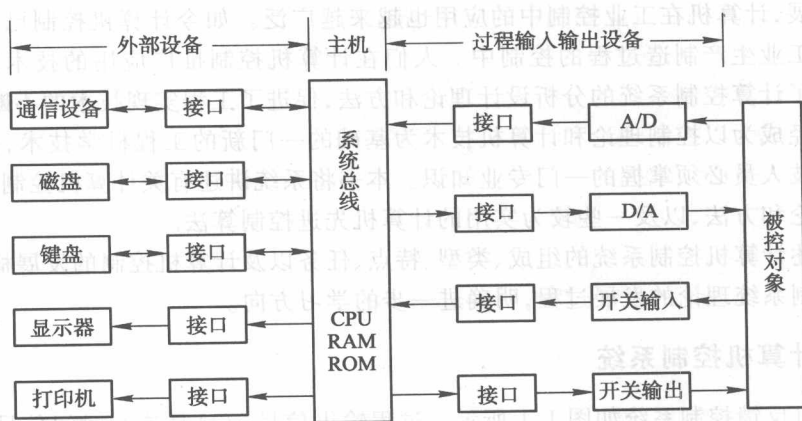 外部设备 主机 过程输入输出设备
通信设备 接口 接口 A/D
磁盘 接口 系统总线
接口 D/A
键盘 接口 被控对象
接口 开关输入
显示器 接口 CPU
RAM
ROM
打印机 接口 接口 开关输出